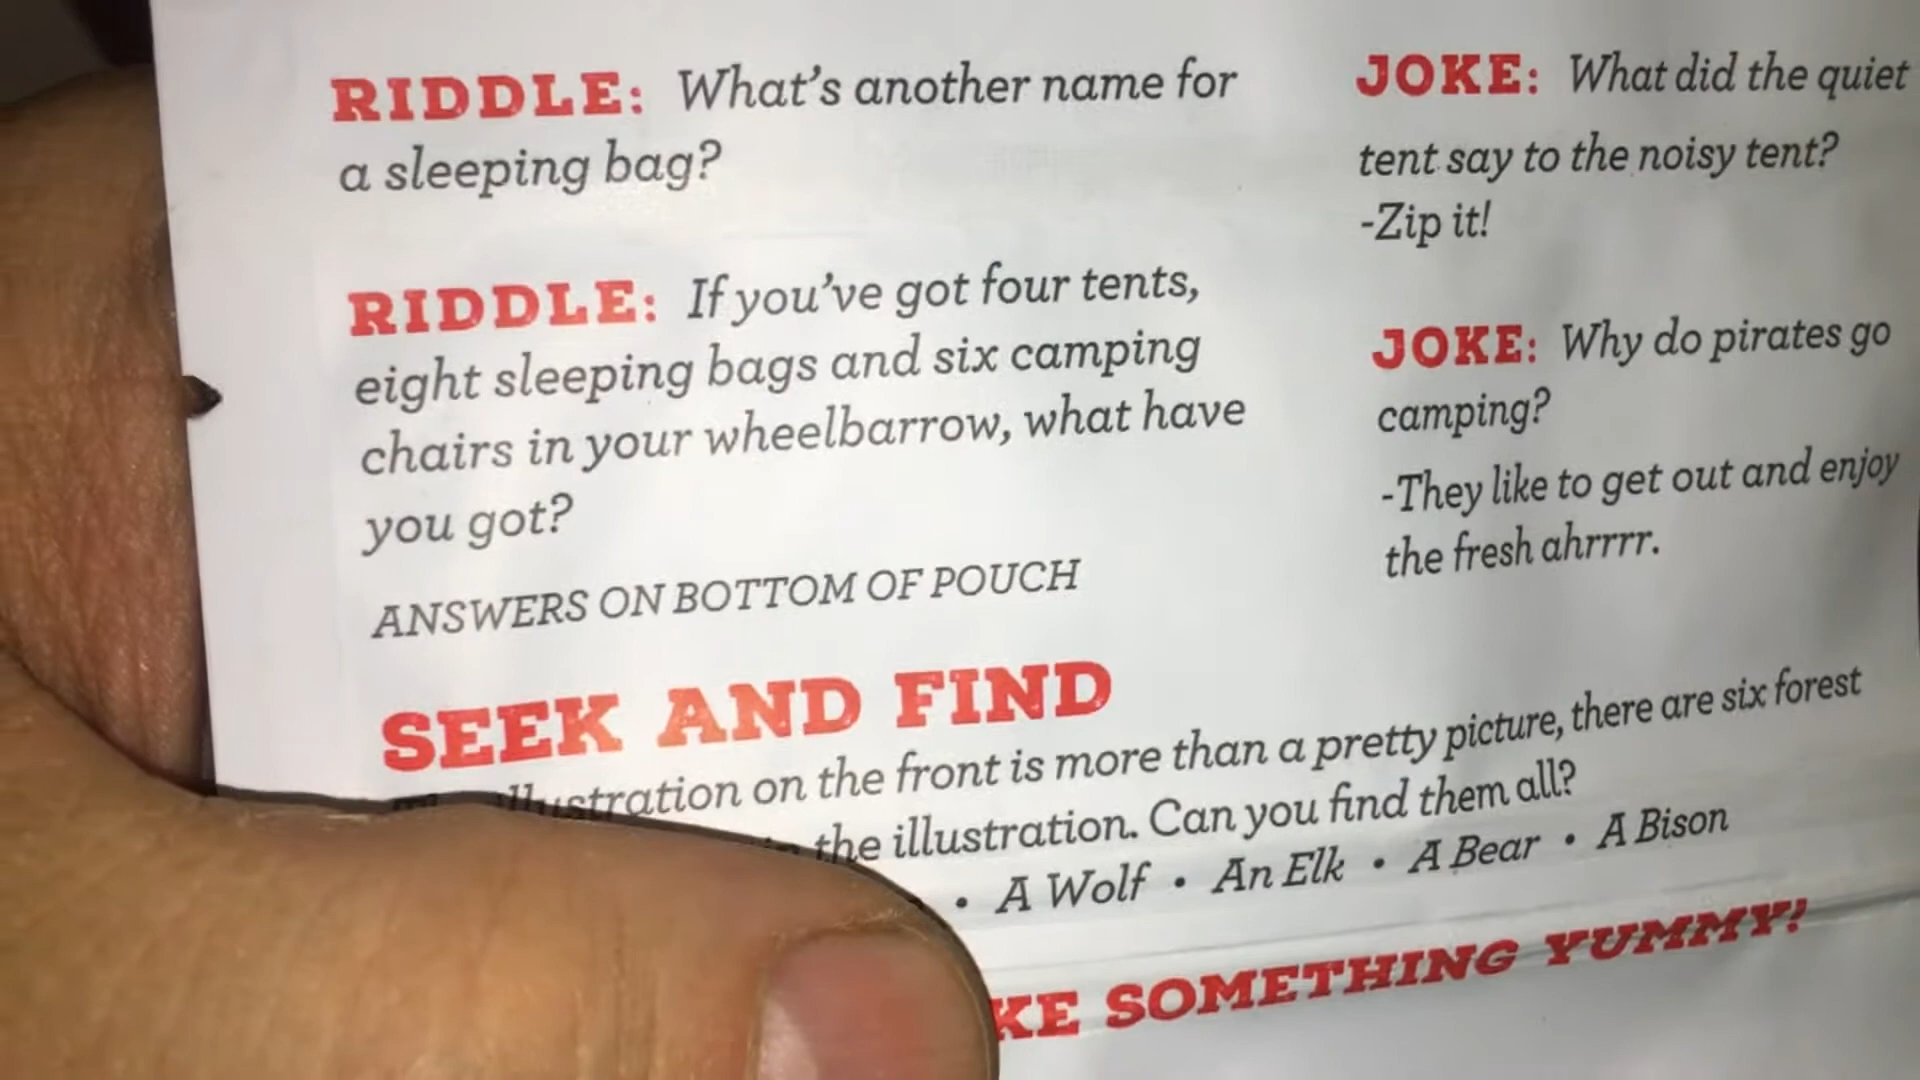 RIDDLE: What's another name for
a sleeping bag?
RIDDLE: If you've got four tents,
eight sleeping bags and six camping
chairs in your wheelbarrow, what have
you got?
ANSWERS ON BOTTOM OF POUCH
JOKE: What did the quiet
tent say to the noisy tent?
-Zip it!
JOKE: Why do pirates go
camping?
-They like to get out and enjoy
the fresh ahrrrr.
SEEK AND FIND
illustration on the front is more than a pretty picture, there are six forest
the illustration. Can you find them all?
• A Wolf • An Elk • A Bear • A Bison
KE SOMETHING YUMMY!